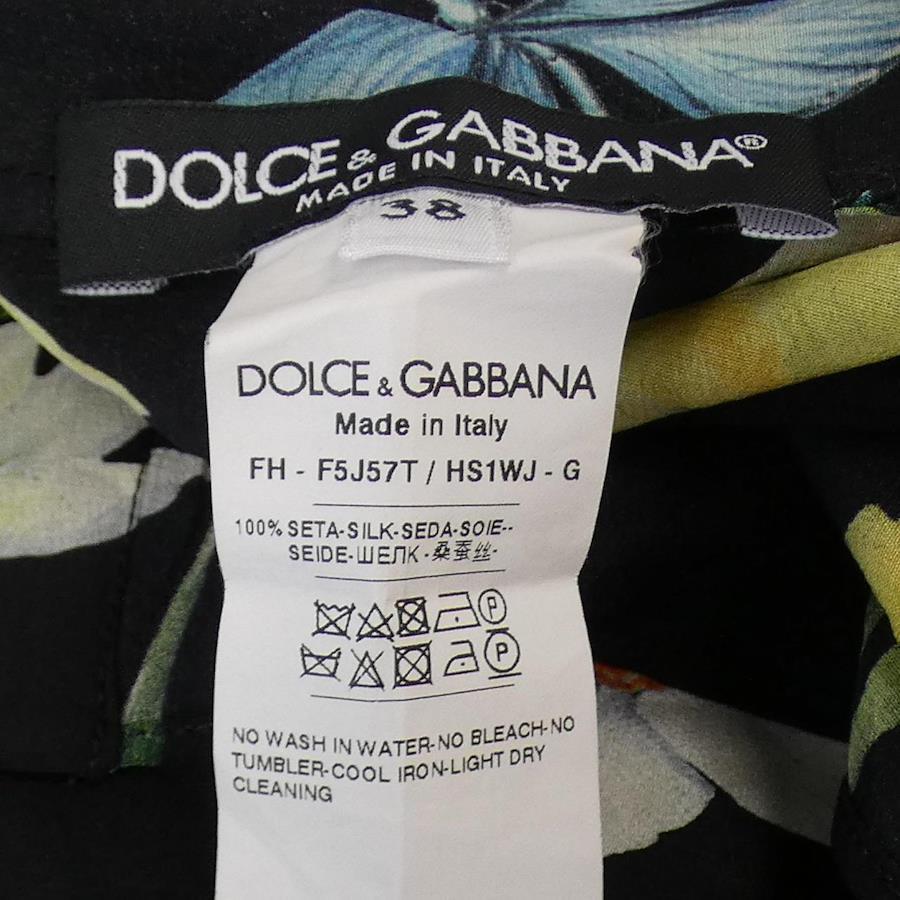 DOLCE & GABBANA
MADE IN ITALY
38
DOLCE & GABBANA
Made in Italy
FH - F5J57T / HS1WJ - G
100% SETA-SILK-SEDA-SOIE--
SEIDE-ШЕЛК-桑蚕丝-
P
P
NO WASH IN WATER-NO BLEACH-NO
TUMBLER-COOL IRON-LIGHT DRY
CLEANING